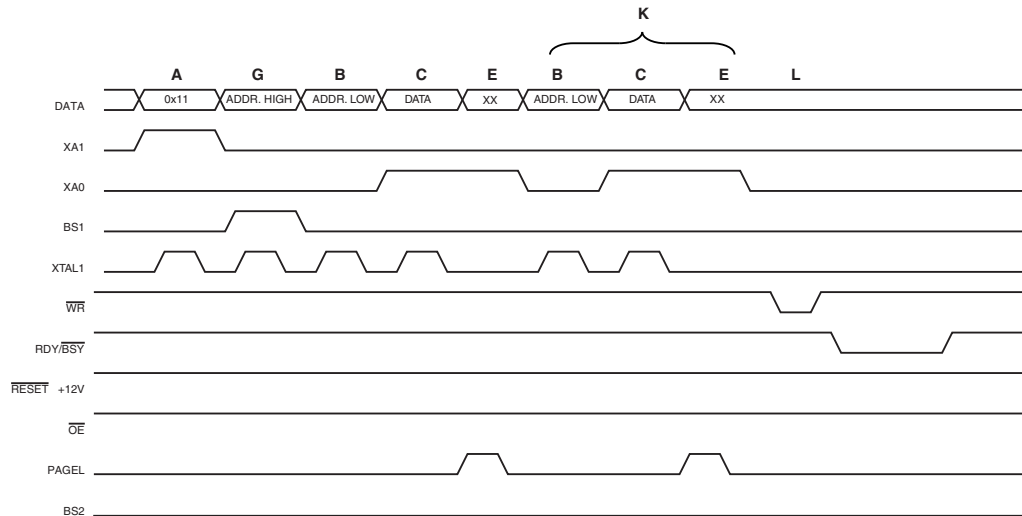 K
A G B C E B C E L
DATA 0x11 ADDR. HIGH ADDR. LOW DATA XX ADDR. LOW DATA XX
XA1
XA0
BS1
XTAL1
WR
RDY/BSY
RESET +12V
OE
PAGEL
BS2